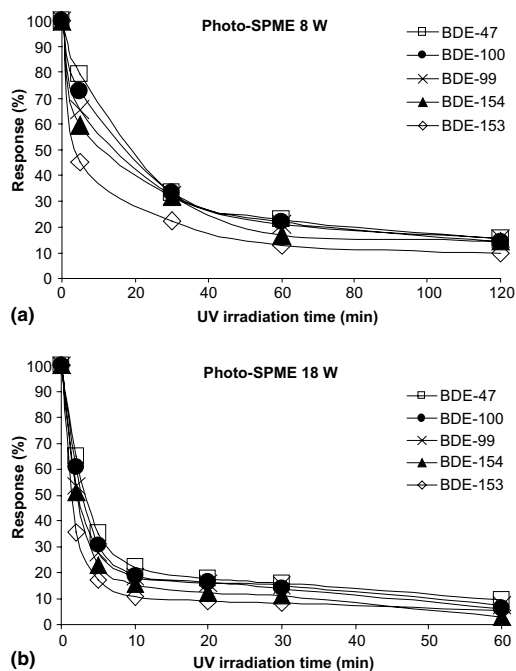 Photo-SPME 8 W
BDE-47
BDE-100
BDE-99
BDE-154
BDE-153
Response (%)
100
90
80
70
60
50
40
30
20
10
0
0 20 40 60 80 100 120
UV irradiation time (min)
(a)
Photo-SPME 18 W
BDE-47
BDE-100
BDE-99
BDE-154
BDE-153
Response (%)
100
90
80
70
60
50
40
30
20
10
0
0 10 20 30 40 50 60
UV irradiation time (min)
(b)